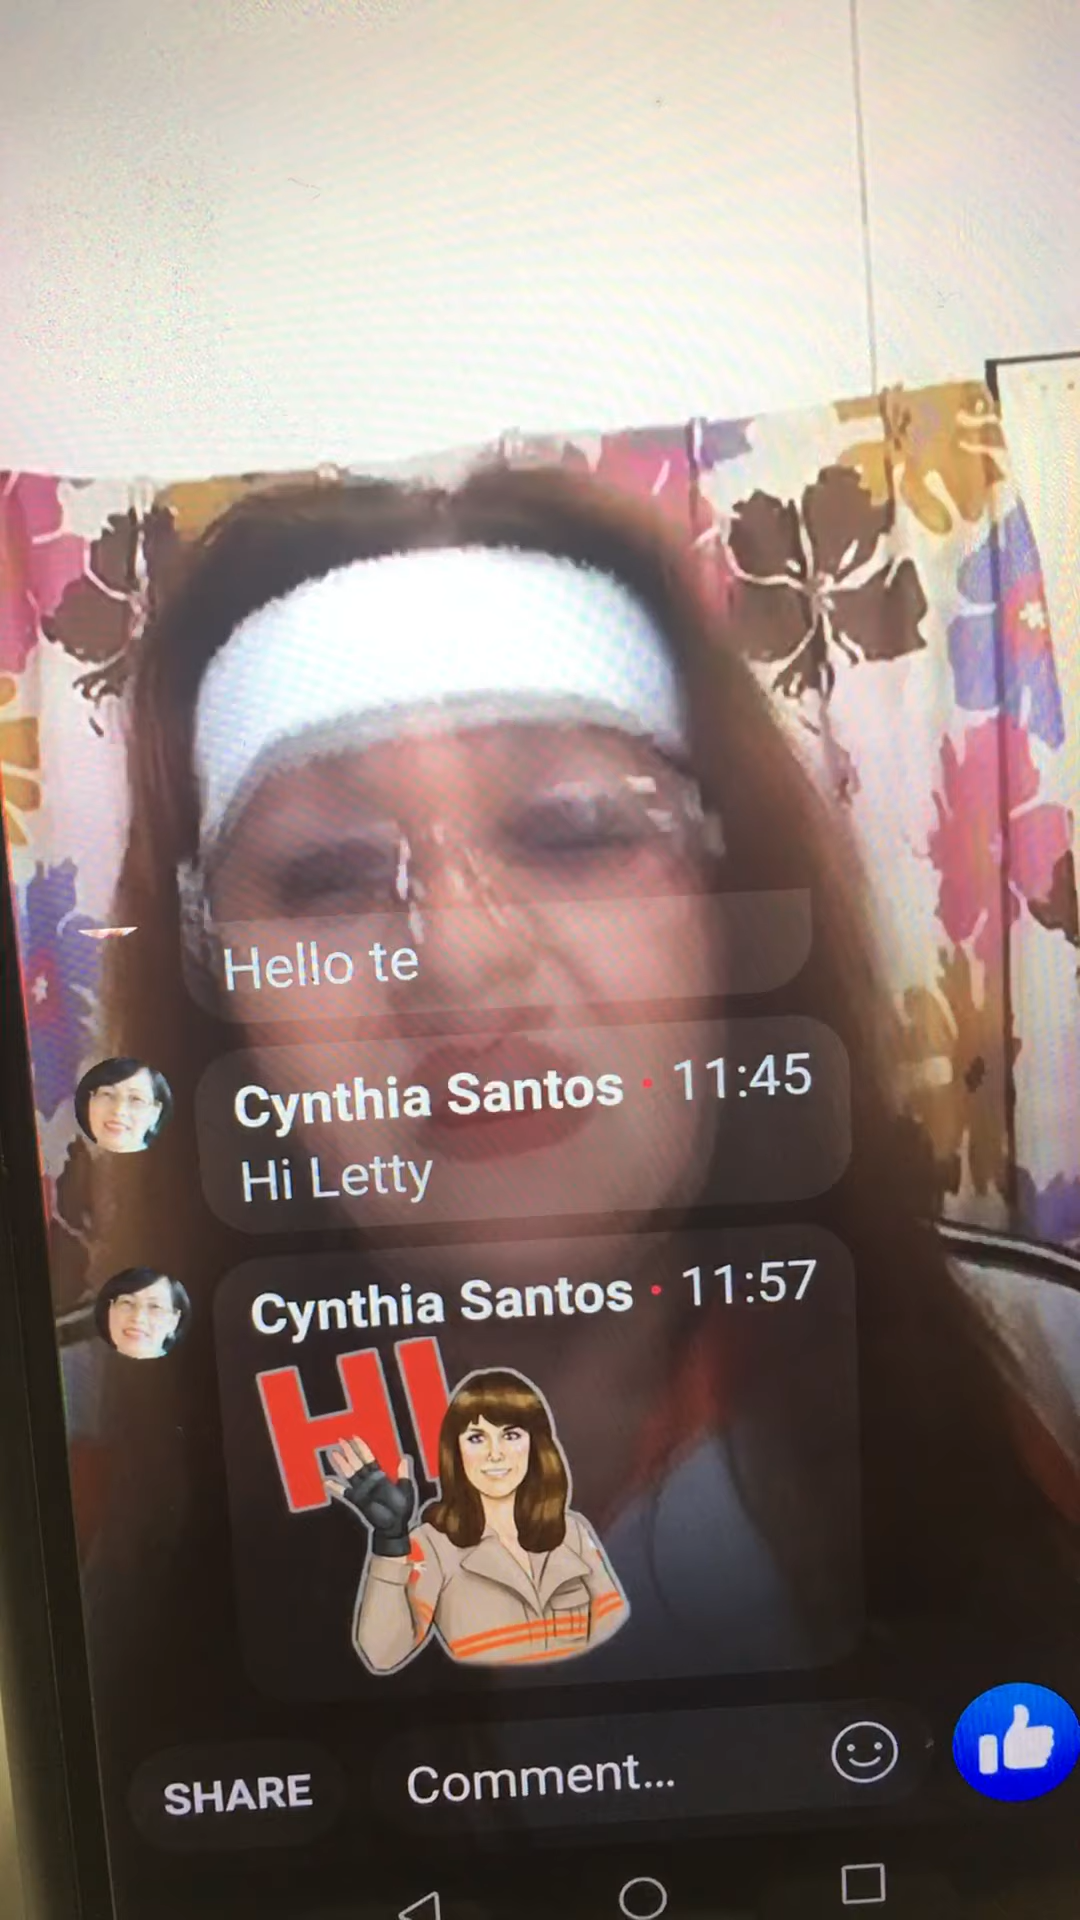 Hello te
Cynthia Santos • 11:45
Hi Letty
Cynthia Santos • 11:57
HI
SHARE
Comment...